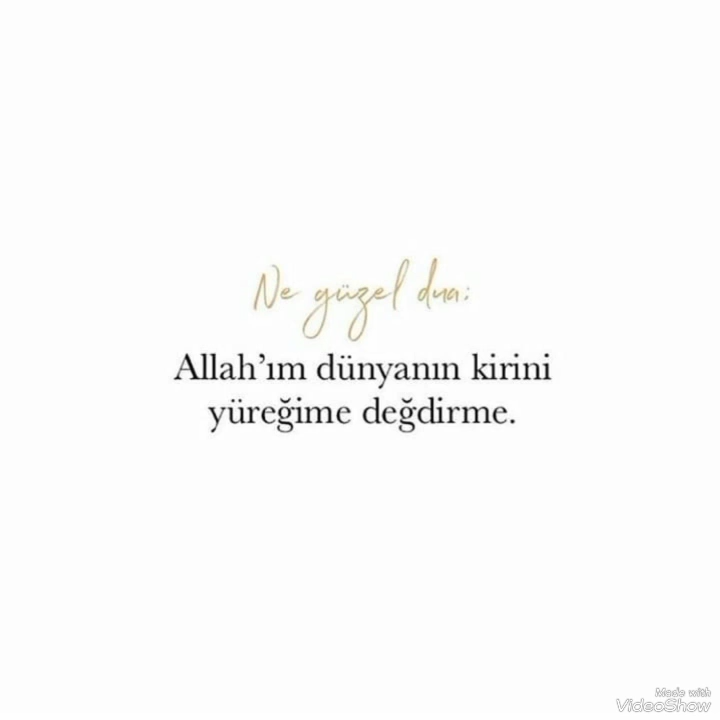 Ne güzel dua:
Allah'ım dünyanın kirini
yüreğime değdirme.
Made with
VideoShow